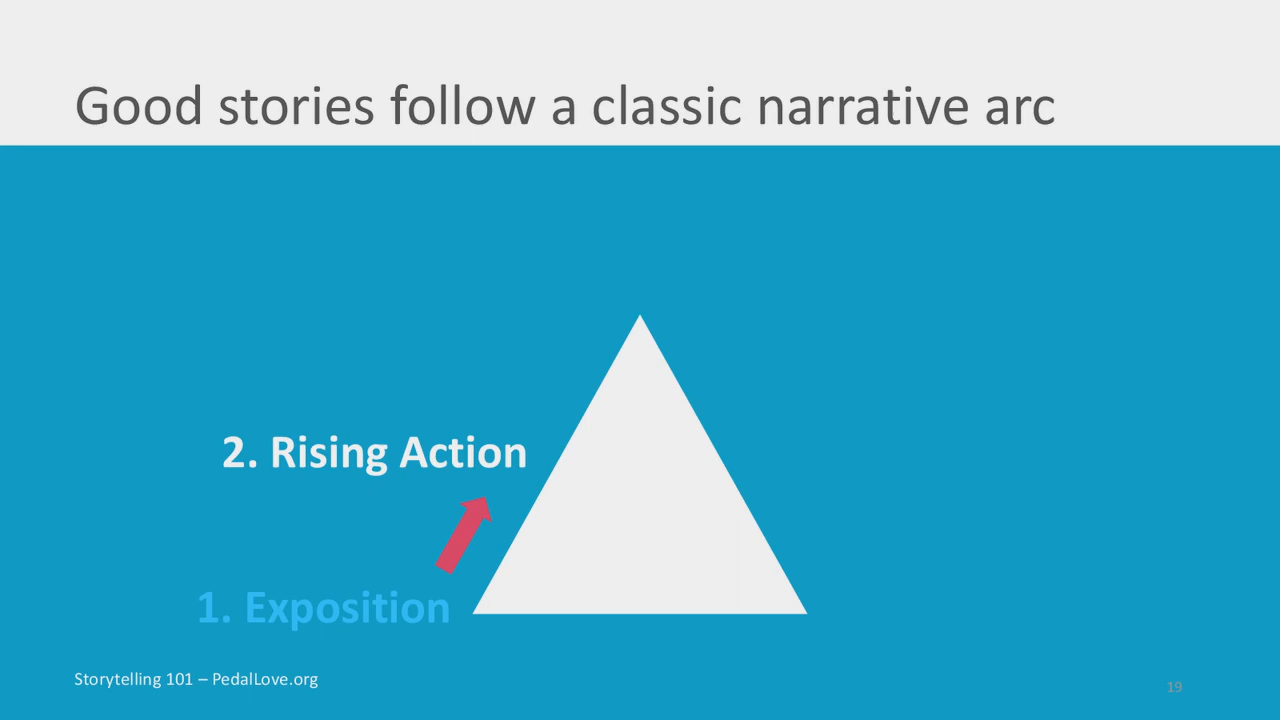 Good stories follow a classic narrative arc
2. Rising Action
1. Exposition
Storytelling 101 – PedalLove.org
19